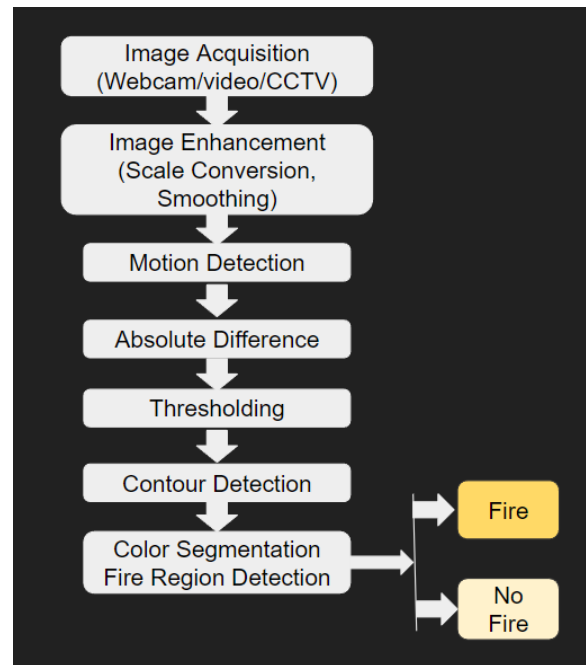 Image Acquisition
(Webcam/video/CCTV)
Image Enhancement
(Scale Conversion,
Smoothing)
Motion Detection
Absolute Difference
Thresholding
Contour Detection
Color Segmentation
Fire Region Detection
Fire
No
Fire